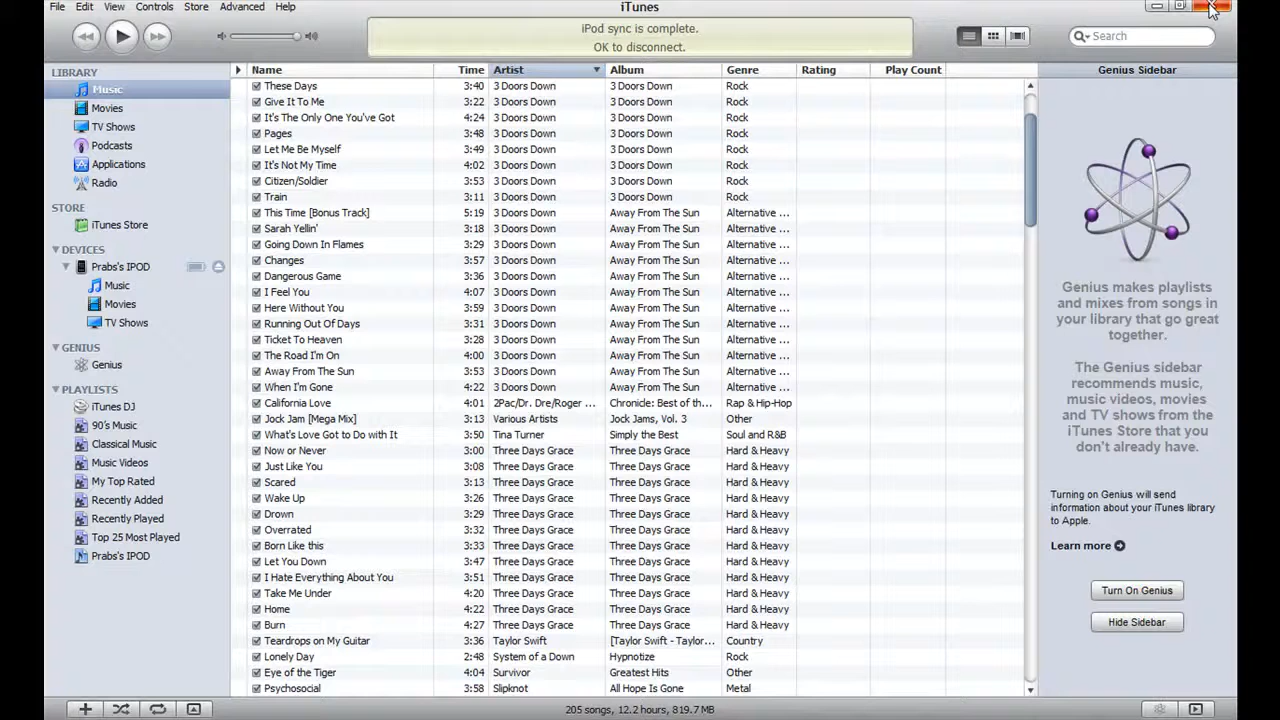 File Edit View Controls Store Advanced Help
iTunes
iPod sync is complete.
OK to disconnect.
Search
LIBRARY
Music
Movies
TV Shows
Podcasts
Applications
Radio
STORE
iTunes Store
DEVICES
Prabs's IPOD
Music
Movies
TV Shows
GENIUS
Genius
PLAYLISTS
iTunes DJ
90's Music
Classical Music
Music Videos
My Top Rated
Recently Added
Recently Played
Top 25 Most Played
Prabs's IPOD
Name Time Artist Album Genre Rating Play Count
These Days 3:40 3 Doors Down 3 Doors Down Rock
Give It To Me 3:22 3 Doors Down 3 Doors Down Rock
It's The Only One You've Got 4:24 3 Doors Down 3 Doors Down Rock
Pages 3:48 3 Doors Down 3 Doors Down Rock
Let Me Be Myself 3:49 3 Doors Down 3 Doors Down Rock
It's Not My Time 4:02 3 Doors Down 3 Doors Down Rock
Citizen/Soldier 3:53 3 Doors Down 3 Doors Down Rock
Train 3:11 3 Doors Down 3 Doors Down Rock
This Time [Bonus Track] 5:19 3 Doors Down Away From The Sun Alternative ...
Sarah Yellin' 3:18 3 Doors Down Away From The Sun Alternative ...
Going Down In Flames 3:29 3 Doors Down Away From The Sun Alternative ...
Changes 3:57 3 Doors Down Away From The Sun Alternative ...
Dangerous Game 3:36 3 Doors Down Away From The Sun Alternative ...
I Feel You 4:07 3 Doors Down Away From The Sun Alternative ...
Here Without You 3:59 3 Doors Down Away From The Sun Alternative ...
Running Out Of Days 3:31 3 Doors Down Away From The Sun Alternative ...
Ticket To Heaven 3:28 3 Doors Down Away From The Sun Alternative ...
The Road I'm On 4:00 3 Doors Down Away From The Sun Alternative ...
Away From The Sun 3:53 3 Doors Down Away From The Sun Alternative ...
When I'm Gone 4:22 3 Doors Down Away From The Sun Alternative ...
California Love 4:01 2Pac/Dr. Dre/Roger ... Chronicle: Best of th... Rap & Hip-Hop
Jock Jam [Mega Mix] 3:13 Various Artists Jock Jams, Vol. 3 Other
What's Love Got to Do with It 3:50 Tina Turner Simply the Best Soul and R&B
Now or Never 3:00 Three Days Grace Three Days Grace Hard & Heavy
Just Like You 3:08 Three Days Grace Three Days Grace Hard & Heavy
Scared 3:13 Three Days Grace Three Days Grace Hard & Heavy
Wake Up 3:26 Three Days Grace Three Days Grace Hard & Heavy
Drown 3:29 Three Days Grace Three Days Grace Hard & Heavy
Overrated 3:32 Three Days Grace Three Days Grace Hard & Heavy
Born Like this 3:33 Three Days Grace Three Days Grace Hard & Heavy
Let You Down 3:47 Three Days Grace Three Days Grace Hard & Heavy
I Hate Everything About You 3:51 Three Days Grace Three Days Grace Hard & Heavy
Take Me Under 4:20 Three Days Grace Three Days Grace Hard & Heavy
Home 4:22 Three Days Grace Three Days Grace Hard & Heavy
Burn 4:27 Three Days Grace Three Days Grace Hard & Heavy
Teardrops on My Guitar 3:36 Taylor Swift [Taylor Swift - Taylor... Country
Lonely Day 2:48 System of a Down Hypnotize Rock
Eye of the Tiger 4:04 Survivor Greatest Hits Other
Psychosocial 3:58 Slipknot All Hope Is Gone Metal
Genius Sidebar
Genius makes playlists
and mixes from songs in
your library that go great
together.
The Genius sidebar
recommends music,
music videos, movies
and TV shows from the
iTunes Store that you
don't already have.
Turning on Genius will send
information about your iTunes library
to Apple.
Learn more
Turn On Genius
Hide Sidebar
205 songs, 12.2 hours, 819.7 MB